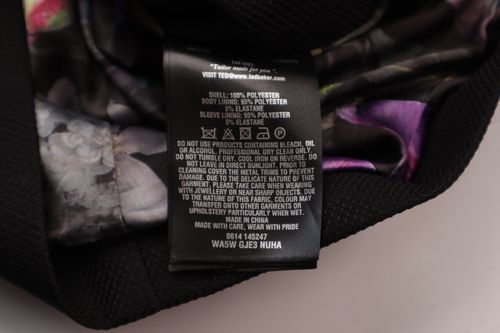 "Tailor made for you"
VISIT TED@www.tedbaker.com
SHELL: 100% POLYESTER
BODY LINING: 95% POLYESTER
5% ELASTANE
SLEEVE LINING: 95% POLYESTER
5% ELASTANE
DO NOT USE PRODUCTS CONTAINING BLEACH, OIL
OR ALCOHOL. PROFESSIONAL DRY CLEAN ONLY.
DO NOT TUMBLE DRY. COOL IRON ON REVERSE. DO
NOT LEAVE IN DIRECT SUNLIGHT. PRIOR TO
CLEANING COVER THE METAL TRIMS TO PREVENT
DAMAGE. DUE TO THE DELICATE NATURE OF THIS
GARMENT, PLEASE TAKE CARE WHEN WEARING
WITH JEWELLERY OR NEAR SHARP OBJECTS. DUE
TO THE NATURE OF THIS FABRIC, COLOUR MAY
TRANSFER ONTO OTHER GARMENTS OR
UPHOLSTERY PARTICULARLY WHEN WET.
MADE IN CHINA
MADE WITH CARE, WEAR WITH PRIDE
0614 145247
WA5W GJE3 NUHA